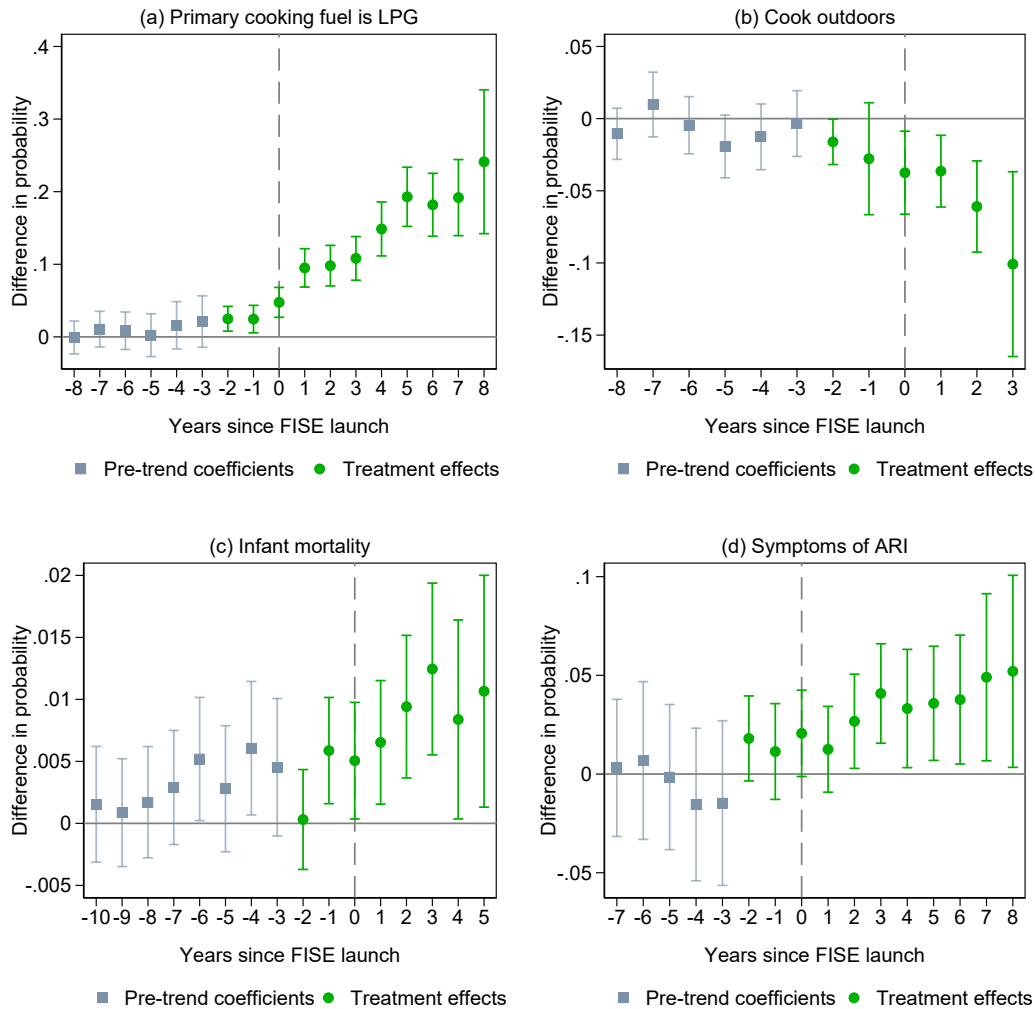 (a) Primary cooking fuel is LPG
Difference in probability
.4
.3
.2
.1
0
-8 -7 -6 -5 -4 -3 -2 -1 0 1 2 3 4 5 6 7 8
Years since FISE launch
Pre-trend coefficients Treatment effects
(b) Cook outdoors
Difference in probability
.05
0
-.05
-.1
-.15
-8 -7 -6 -5 -4 -3 -2 -1 0 1 2 3
Years since FISE launch
Pre-trend coefficients Treatment effects
(c) Infant mortality
Difference in probability
.02
.015
.01
.005
0
-.005
-10 -9 -8 -7 -6 -5 -4 -3 -2 -1 0 1 2 3 4 5
Years since FISE launch
Pre-trend coefficients Treatment effects
(d) Symptoms of ARI
Difference in probability
.1
.05
0
-.05
-7 -6 -5 -4 -3 -2 -1 0 1 2 3 4 5 6 7 8
Years since FISE launch
Pre-trend coefficients Treatment effects